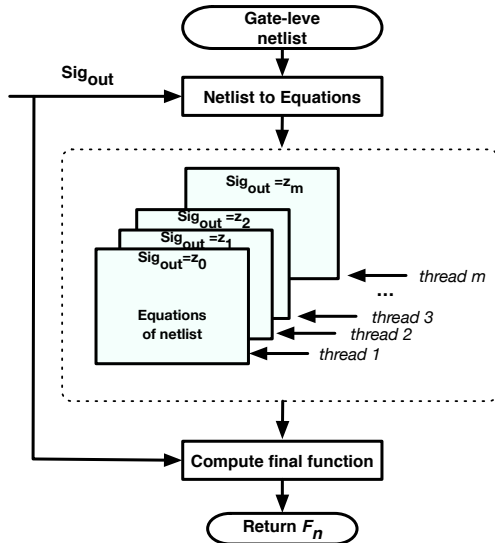 Gate-leve
netlist
Sig_out
Netlist to Equations
Sig_out =z_m
Sig_out =z_2
Sig_out =z_1
Sig_out=z_0
Equations
of netlist
thread m
...
thread 3
thread 2
thread 1
Compute final function
Return F_n